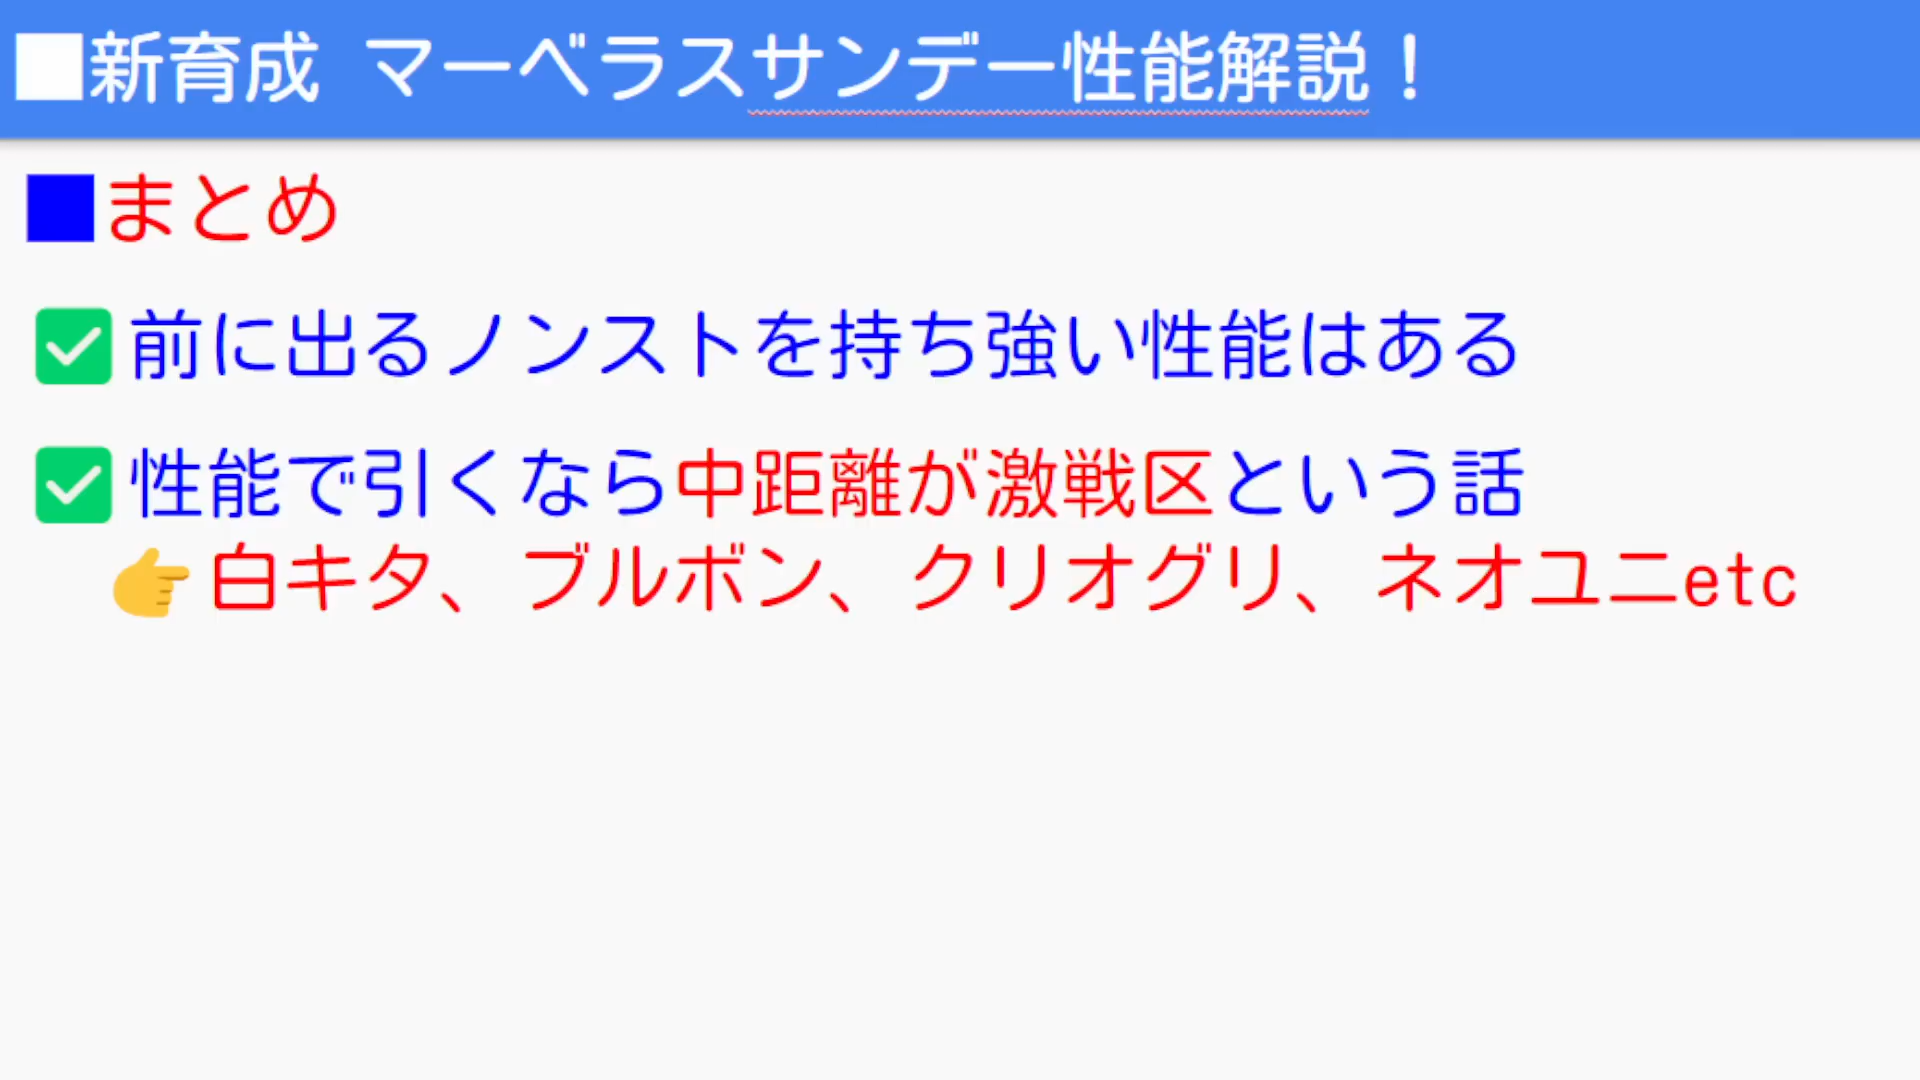 ■新育成 マーベラスサンデー性能解説！
■まとめ
✅前に出るノンストを持ち強い性能はある
✅性能で引くなら中距離が激戦区という話
👉白キタ、ブルボン、クリオグリ、ネオユニetc